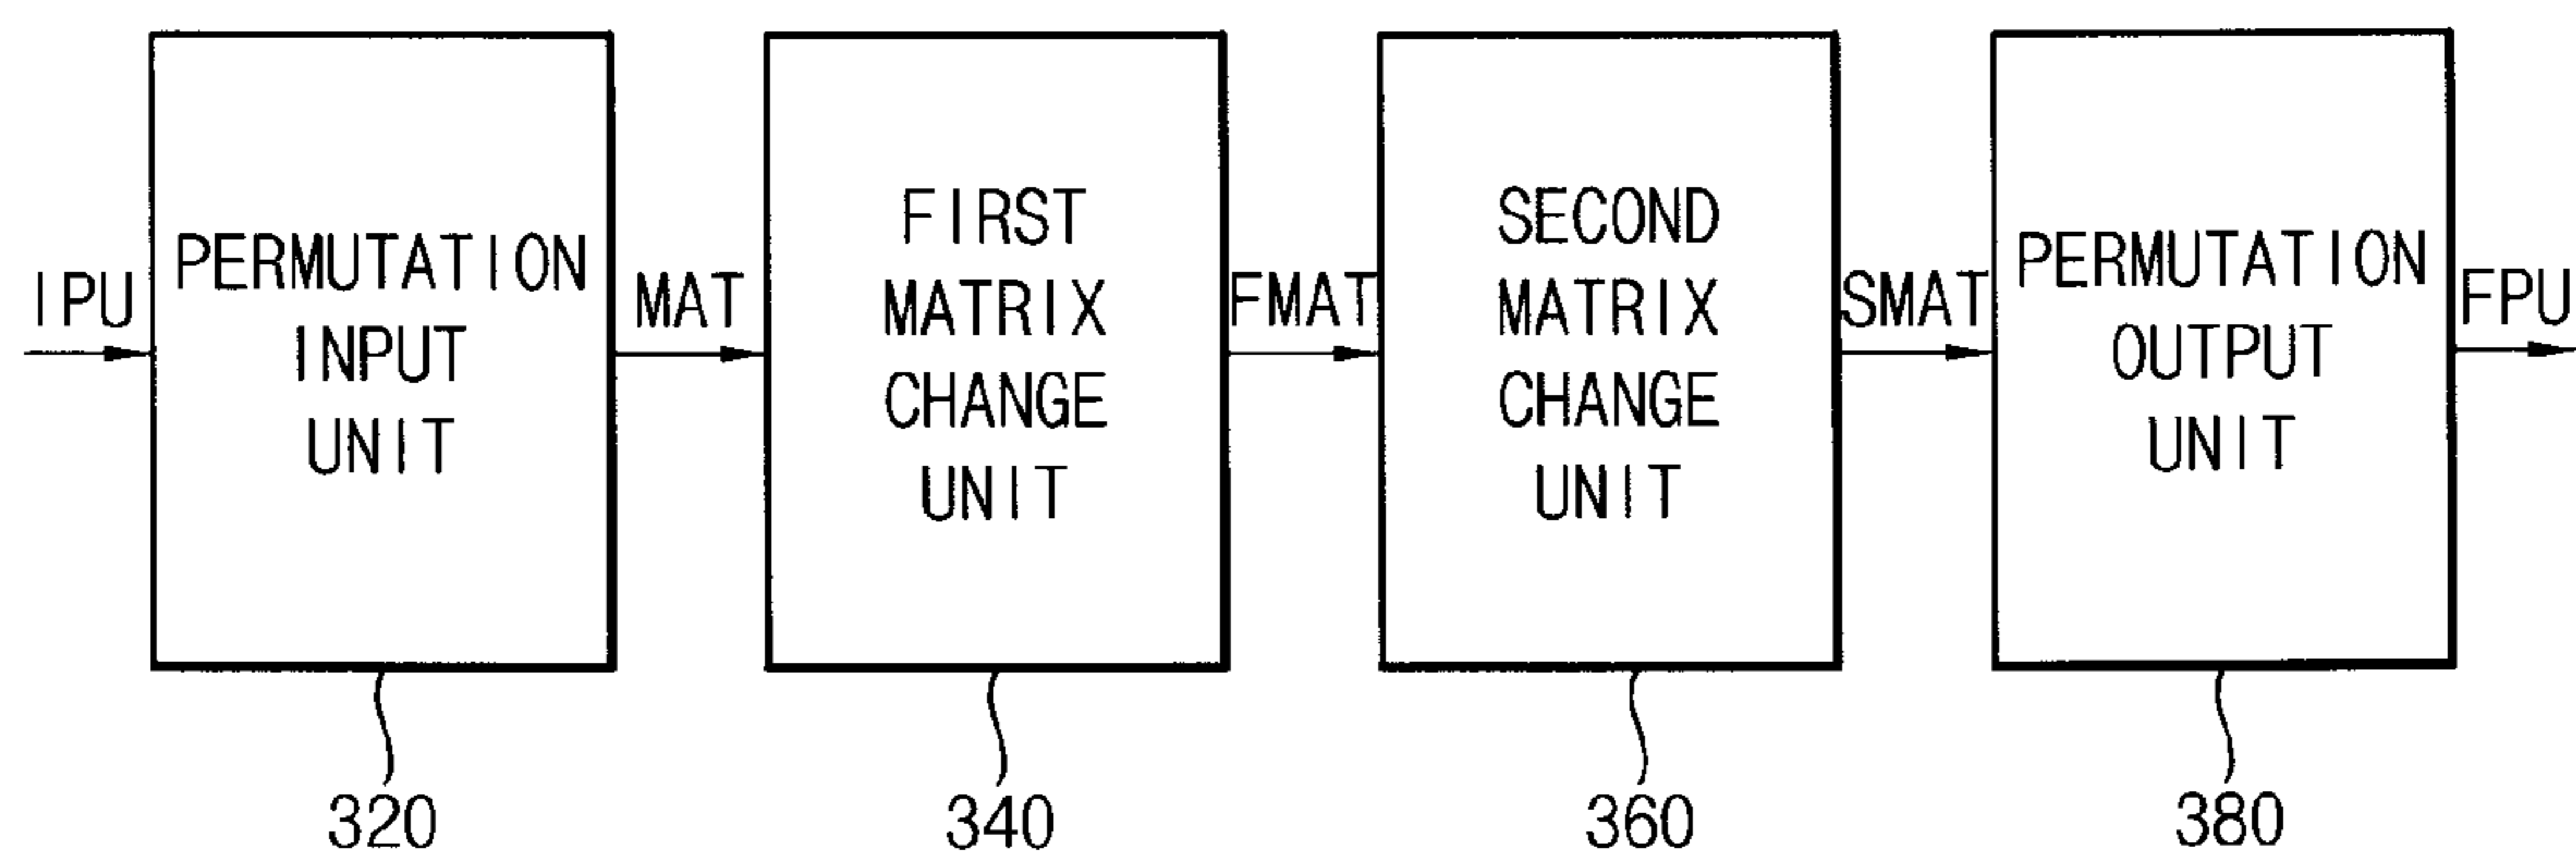 IPU
PERMUTATION
INPUT
UNIT
MAT
FIRST
MATRIX
CHANGE
UNIT
FMAT
SECOND
MATRIX
CHANGE
UNIT
SMAT
PERMUTATION
OUTPUT
UNIT
FPU
320
340
360
380